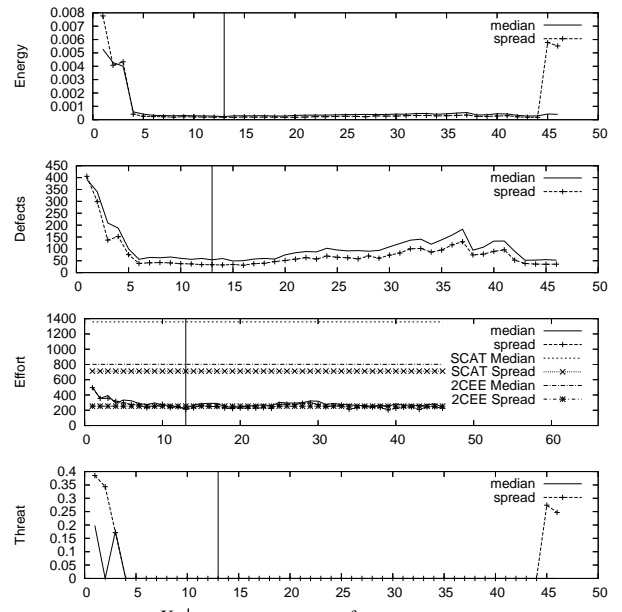 0.008
0.007
0.006
0.005
0.004
0.003
0.002
0.001
0
Energy
median
spread
0 5 10 15 20 25 30 35 40 45 50
450
400
350
300
250
200
150
100
50
0
Defects
median
spread
0 5 10 15 20 25 30 35 40 45 50
1400
1200
1000
800
600
400
200
0
Effort
median
spread
SCAT Median
SCAT Spread
2CEE Median
2CEE Spread
0 10 20 30 40 50 60
0.4
0.35
0.3
0.25
0.2
0.15
0.1
0.05
0
Threat
median
spread
0 5 10 15 20 25 30 35 40 45 50